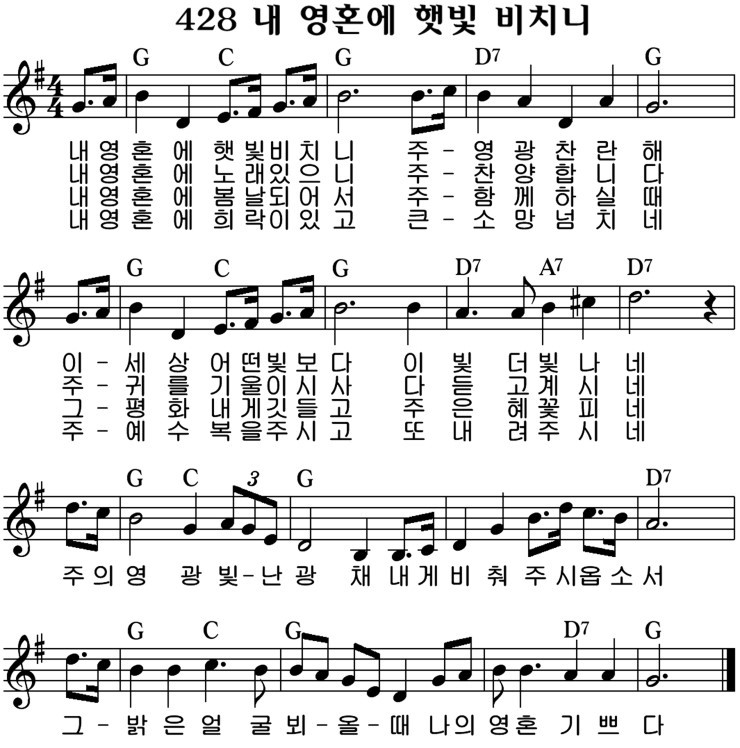 428 내 영혼에 햇빛 비치니
G C G D7 G
4 4
내 영 혼 에 햇 빛 비 치 니 주 - 영 광 찬 란 해
내 영 혼 에 노 래 있 으 니 주 - 찬 양 합 니 다
내 영 혼 에 봄 날 되 어 서 주 - 함 께 하 실 때
내 영 혼 에 희 락 이 있 고 큰 - 소 망 넘 치 네
G C G D7 A7 D7
이 - 세 상 어 떤 빛 보 다 이 빛 더 빛 나 네
주 - 귀 를 기 울 이 시 사 다 듣 고 계 시 네
그 - 평 화 내 게 깃 들 고 주 은 혜 꽃 피 네
주 - 예 수 복 을 주 시 고 또 내 려 주 시 네
G C 3 G D7
주 의 영 광 빛 - 난 광 채 내 게 비 춰 주 시 옵 소 서
G C G D7 G
그 - 밝 은 얼 굴 뵈 - 올 - 때 나 의 영 혼 기 쁘 다